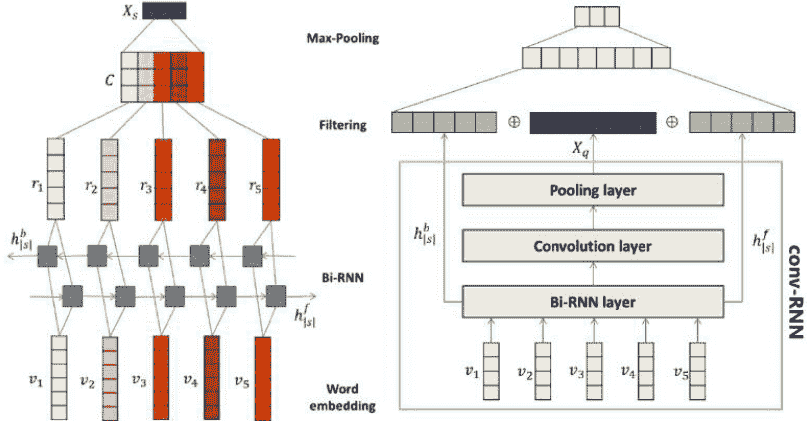 X_s
Max-Pooling
C
Filtering
r_1
r_2
r_3
r_4
r_5
h^b_{|s|}
Bi-RNN
h^f_{|s|}
v_1
v_2
v_3
v_4
v_5
Word
embedding
⊕
⊕
X_q
Pooling layer
h^b_{|s|}
Convolution layer
h^f_{|s|}
Bi-RNN layer
v_1
v_2
v_3
v_4
v_5
conv-RNN